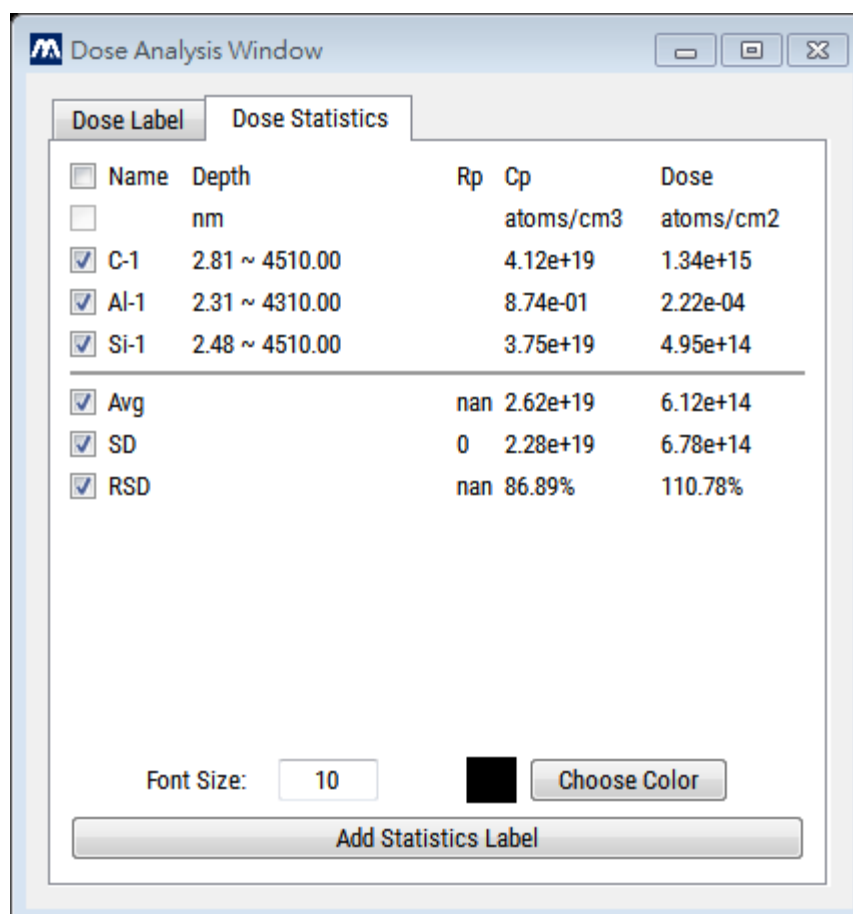 Dose Analysis Window
Dose Label Dose Statistics
Name Depth Rp Cp Dose
nm atoms/cm3 atoms/cm2
C-1 2.81 ~ 4510.00 4.12e+19 1.34e+15
Al-1 2.31 ~ 4310.00 8.74e-01 2.22e-04
Si-1 2.48 ~ 4510.00 3.75e+19 4.95e+14
Avg nan 2.62e+19 6.12e+14
SD 0 2.28e+19 6.78e+14
RSD nan 86.89% 110.78%
Font Size: 10 Choose Color
Add Statistics Label